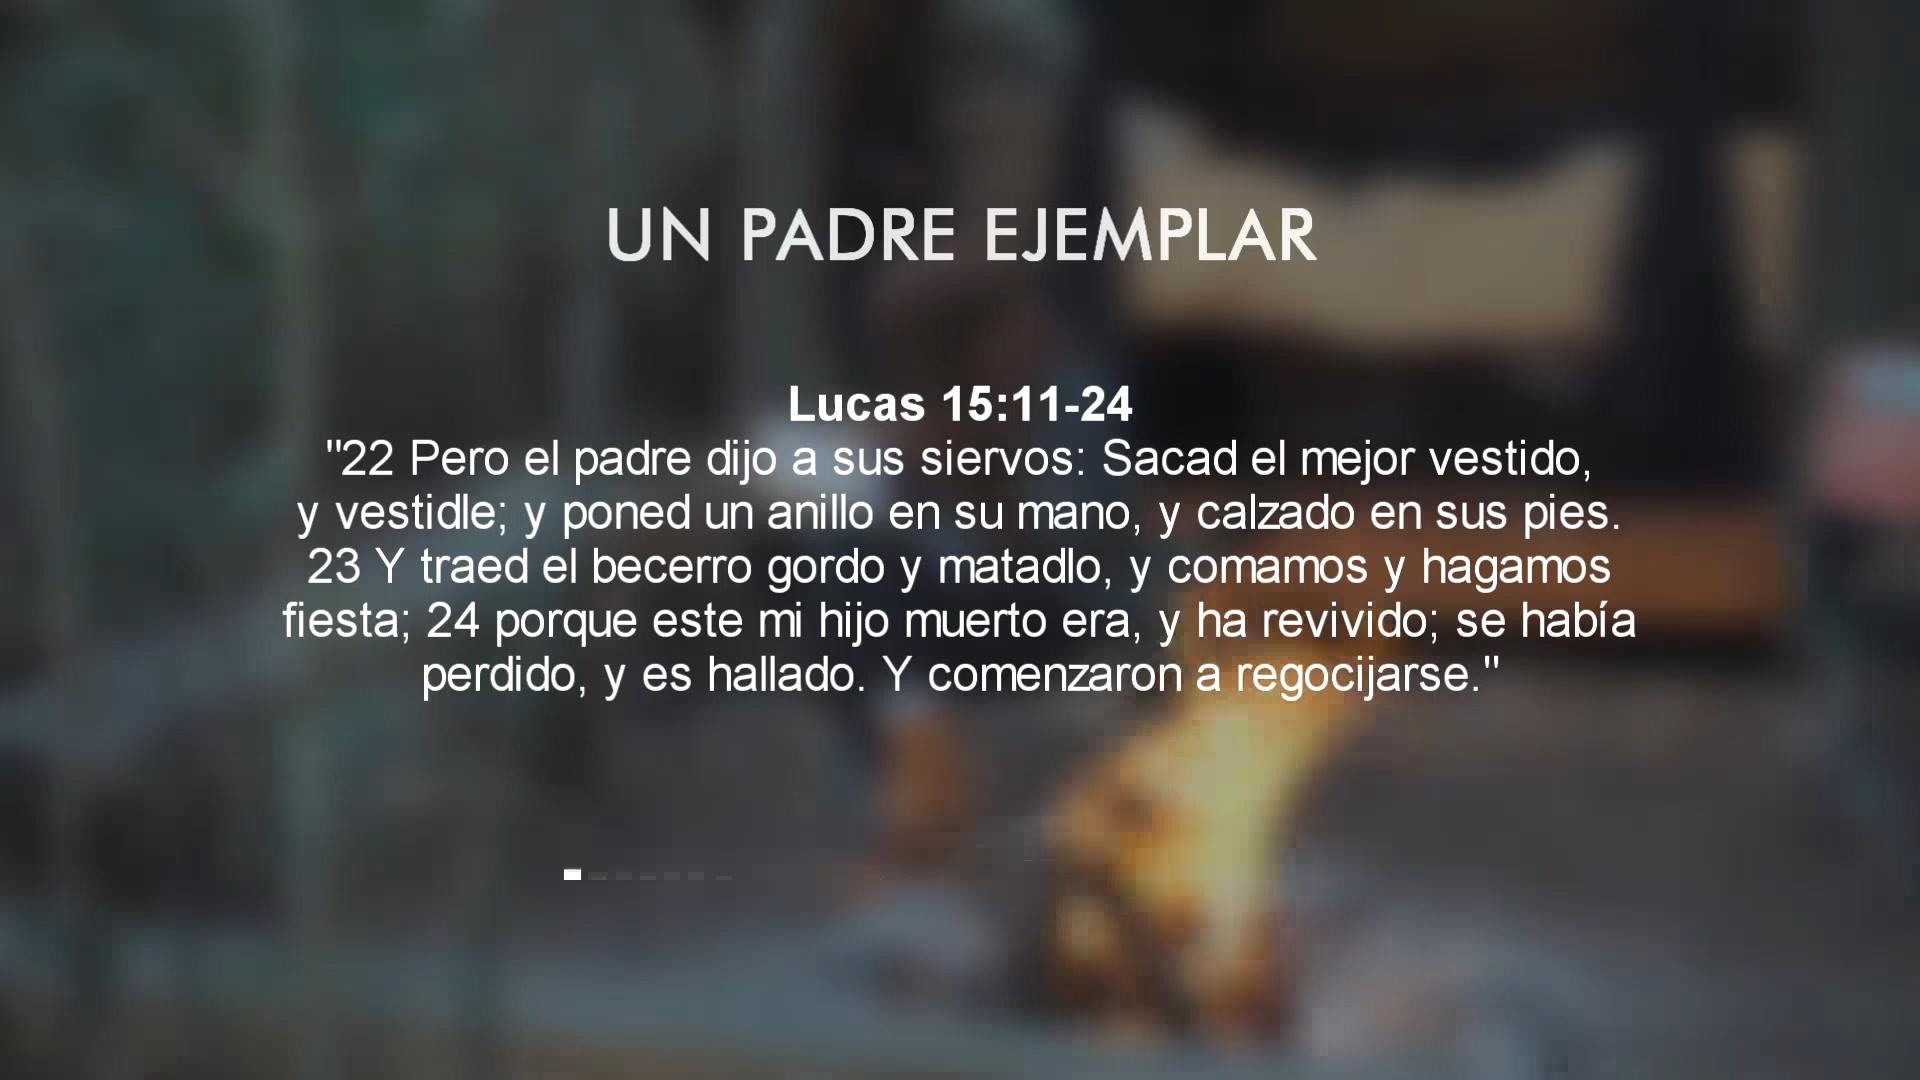 UN PADRE EJEMPLAR
Lucas 15:11-24
"22 Pero el padre dijo a sus siervos: Sacad el mejor vestido,
y vestidle; y poned un anillo en su mano, y calzado en sus pies.
23 Y traed el becerro gordo y matadlo, y comamos y hagamos
fiesta; 24 porque este mi hijo muerto era, y ha revivido; se había
perdido, y es hallado. Y comenzaron a regocijarse."